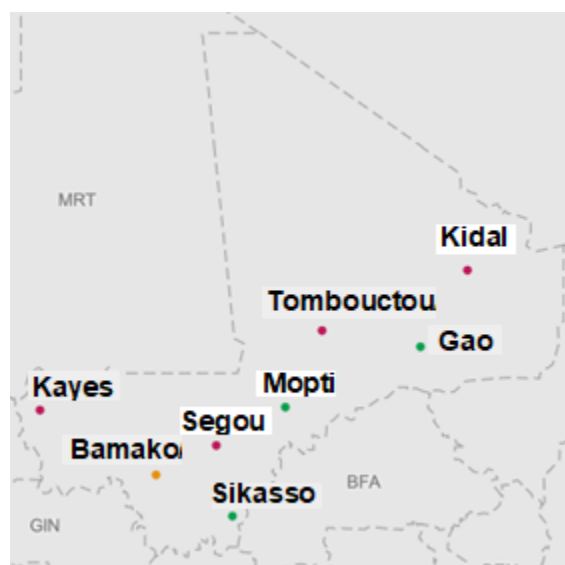 MRT
Kidal
Tombouctou
Gao
Kayes
Mopti
Segou
Bamako
Sikasso
BFA
GIN